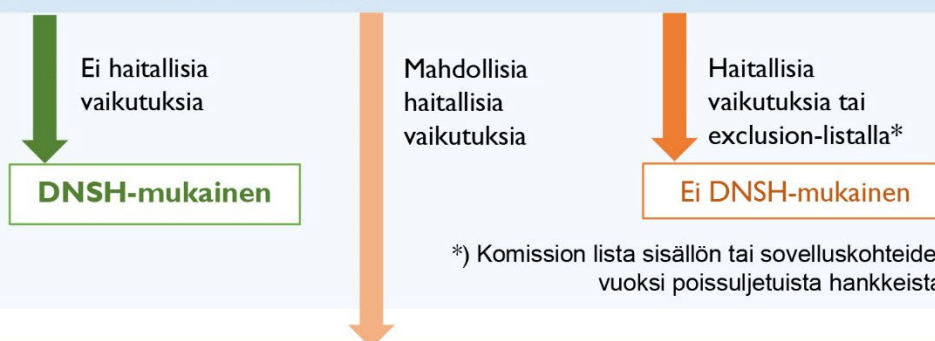 Ei haitallisia
vaikutuksia
DNSH-mukainen
Mahdollisia
haitallisia
vaikutuksia
Haitallisia
vaikutuksia tai
exclusion-listalla*
Ei DNSH-mukainen
*) Komission lista sisällön tai sovelluskohteide
vuoksi poissuljetuista hankkeista